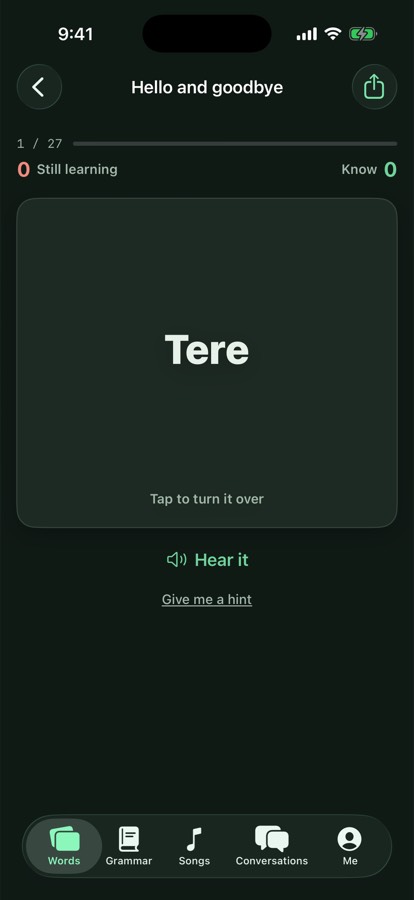 9:41
Hello and goodbye
1 / 27
0 Still learning
Know 0
Tere
Tap to turn it over
Hear it
Give me a hint
Words
Grammar
Songs
Conversations
Me